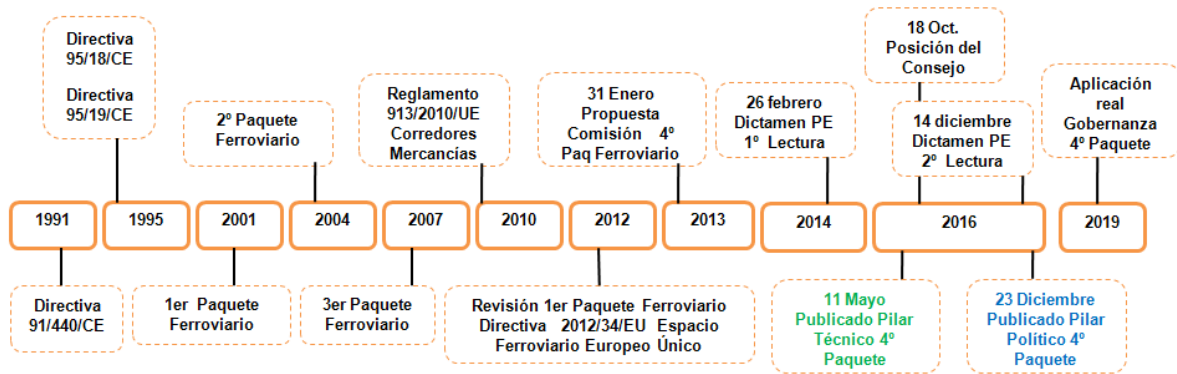 Directiva
95/18/CE
Directiva
95/19/CE
2º Paquete
Ferroviario
Reglamento
913/2010/UE
Corredores
Mercancías
31 Enero
Propuesta
Comisión 4º
Paq Ferroviario
26 febrero
Dictamen PE
1º Lectura
18 Oct.
Posición del
Consejo
14 diciembre
Dictamen PE
2º Lectura
Aplicación
real
Gobernanza
4º Paquete
1991
1995
2001
2004
2007
2010
2012
2013
2014
2016
2019
Directiva
91/440/CE
1er Paquete
Ferroviario
3er Paquete
Ferroviario
Revisión 1er Paquete Ferroviario
Directiva 2012/34/EU Espacio
Ferroviario Europeo Único
11 Mayo
Publicado Pilar
Técnico 4º
Paquete
23 Diciembre
Publicado Pilar
Político 4º
Paquete